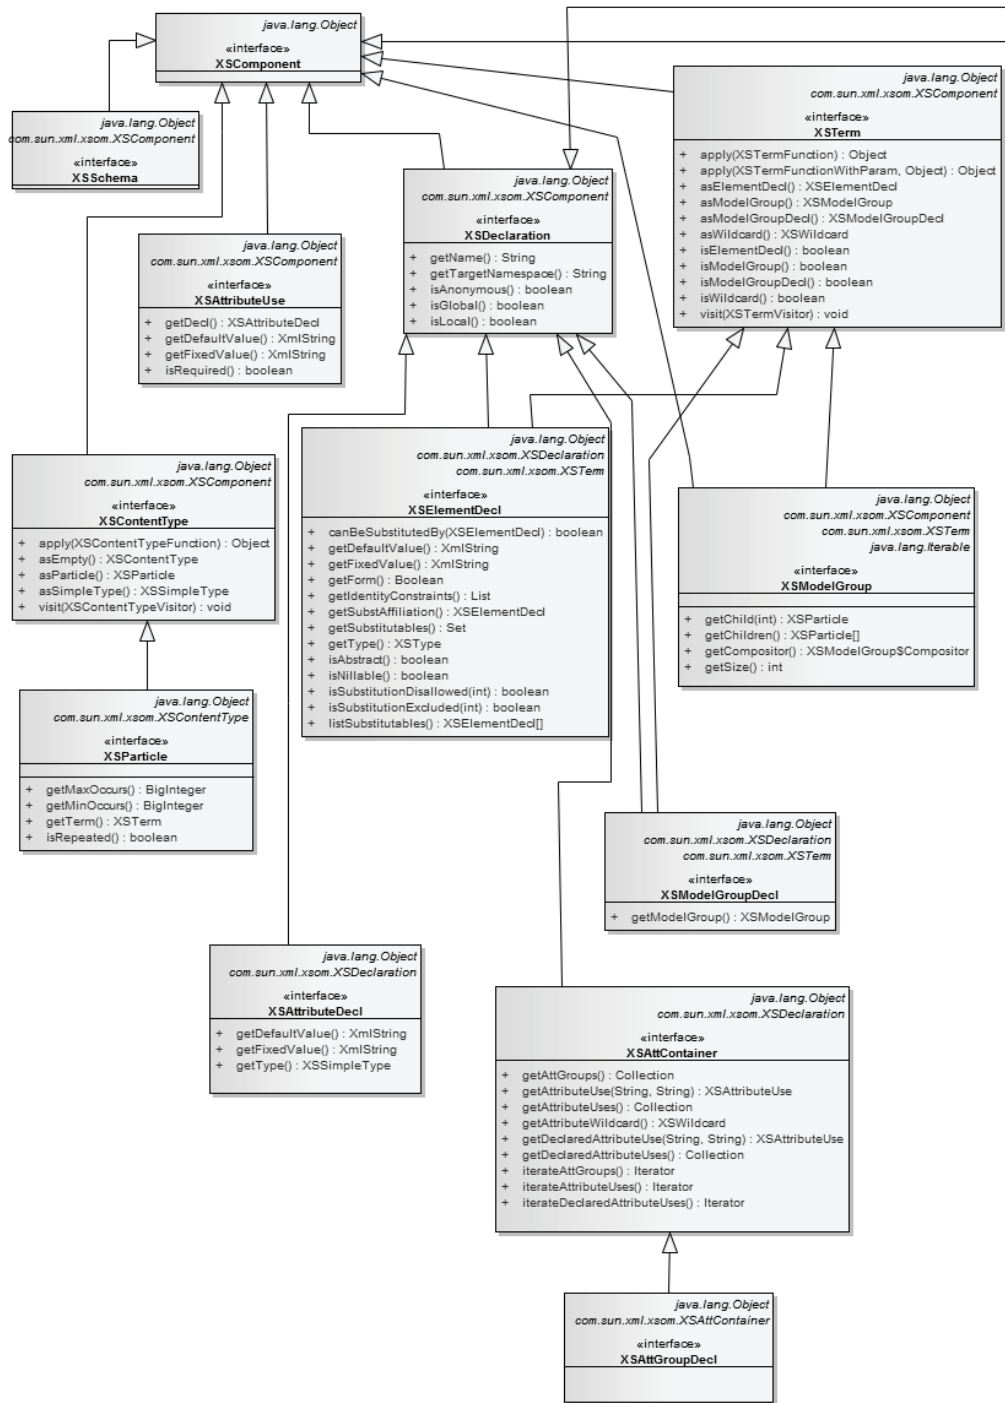 java.lang.Object
«interface»
XSComponent
java.lang.Object
com.sun.xml.xsom.XSComponent
«interface»
XSSchema
java.lang.Object
com.sun.xml.xsom.XSComponent
«interface»
XSTerm
+ apply(XSTermFunction) : Object
+ apply(XSTermFunctionWithParam, Object) : Object
+ asElementDecl() : XSElementDecl
+ asModelGroup() : XSModelGroup
+ asModelGroupDecl() : XSModelGroupDecl
+ asWildcard() : XSWildcard
+ isElementDecl() : boolean
+ isModelGroup() : boolean
+ isModelGroupDecl() : boolean
+ isWildcard() : boolean
+ visit(XSTermVisitor) : void
java.lang.Object
com.sun.xml.xsom.XSComponent
«interface»
XSDeclaration
+ getName() : String
+ getTargetNamespace() : String
+ isAnonymous() : boolean
+ isGlobal() : boolean
+ isLocal() : boolean
java.lang.Object
com.sun.xml.xsom.XSComponent
«interface»
XSAttributeUse
+ getDecl() : XSAttributeDecl
+ getDefaultValue() : XmlString
+ getFixedValue() : XmlString
+ isRequired() : boolean
java.lang.Object
com.sun.xml.xsom.XSComponent
«interface»
XSContentType
+ apply(XSContentTypeFunction) : Object
+ asEmpty() : XSContentType
+ asParticle() : XSParticle
+ asSimpleType() : XSSimpleType
+ visit(XSContentTypeVisitor) : void
java.lang.Object
com.sun.xml.xsom.XSDeclaration
com.sun.xml.xsom.XSTerm
«interface»
XSElementDecl
+ canBeSubstitutedBy(XSElementDecl) : boolean
+ getDefaultValue() : XmlString
+ getFixedValue() : XmlString
+ getForm() : Boolean
+ getIdentityConstraints() : List
+ getSubstAffiliation() : XSElementDecl
+ getSubstitutables() : Set
+ getType() : XSType
+ isAbstract() : boolean
+ isNillable() : boolean
+ isSubstitutionDisallowed(int) : boolean
+ isSubstitutionExcluded(int) : boolean
+ listSubstitutables() : XSElementDecl[]
java.lang.Object
com.sun.xml.xsom.XSComponent
com.sun.xml.xsom.XSTerm
java.lang.Iterable
«interface»
XSModelGroup
+ getChild(int) : XSParticle
+ getChildren() : XSParticle[]
+ getCompositor() : XSModelGroup$Compositor
+ getSize() : int
java.lang.Object
com.sun.xml.xsom.XSContentType
«interface»
XSParticle
+ getMaxOccurs() : BigInteger
+ getMinOccurs() : BigInteger
+ getTerm() : XSTerm
+ isRepeated() : boolean
java.lang.Object
com.sun.xml.xsom.XSDeclaration
com.sun.xml.xsom.XSTerm
«interface»
XSModelGroupDecl
+ getModelGroup() : XSModelGroup
java.lang.Object
com.sun.xml.xsom.XSDeclaration
«interface»
XSAttributeDecl
+ getDefaultValue() : XmlString
+ getFixedValue() : XmlString
+ getType() : XSSimpleType
java.lang.Object
com.sun.xml.xsom.XSDeclaration
«interface»
XSAttContainer
+ getAttGroups() : Collection
+ getAttributeUse(String, String) : XSAttributeUse
+ getAttributeUses() : Collection
+ getAttributeWildcard() : XSWildcard
+ getDeclaredAttributeUse(String, String) : XSAttributeUse
+ getDeclaredAttributeUses() : Collection
+ iterateAttGroups() : Iterator
+ iterateAttributeUses() : Iterator
+ iterateDeclaredAttributeUses() : Iterator
java.lang.Object
com.sun.xml.xsom.XSAttContainer
«interface»
XSAttGroupDecl